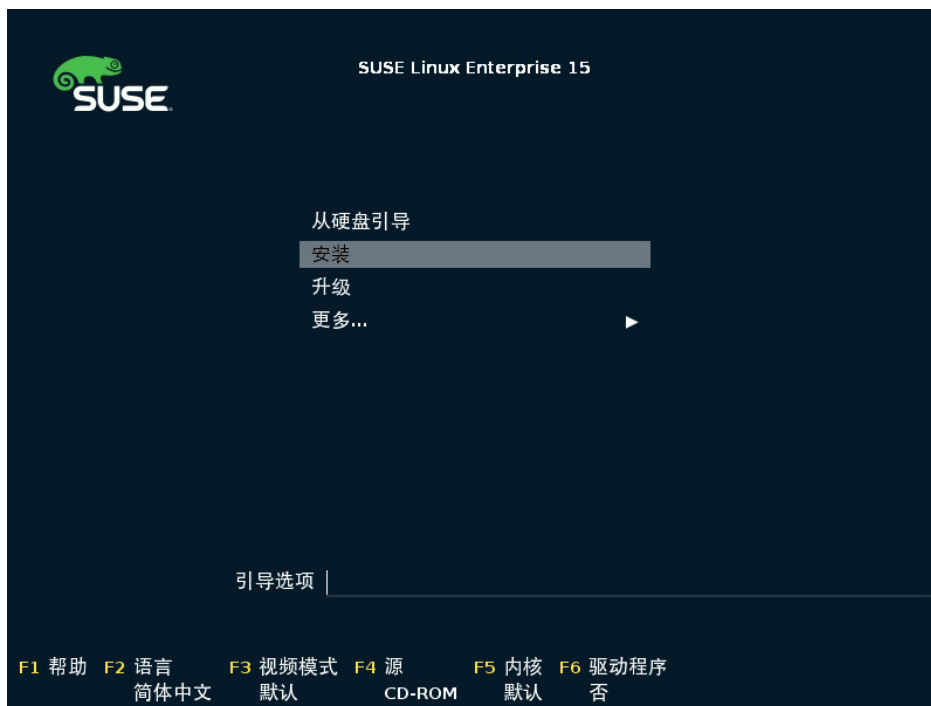 SUSE Linux Enterprise 15
SUSE.
从硬盘引导
安装
升级
更多...
引导选项
F1 帮助 F2 语言 F3 视频模式 F4 源 F5 内核 F6 驱动程序
简体中文 默认 CD-ROM 默认 否